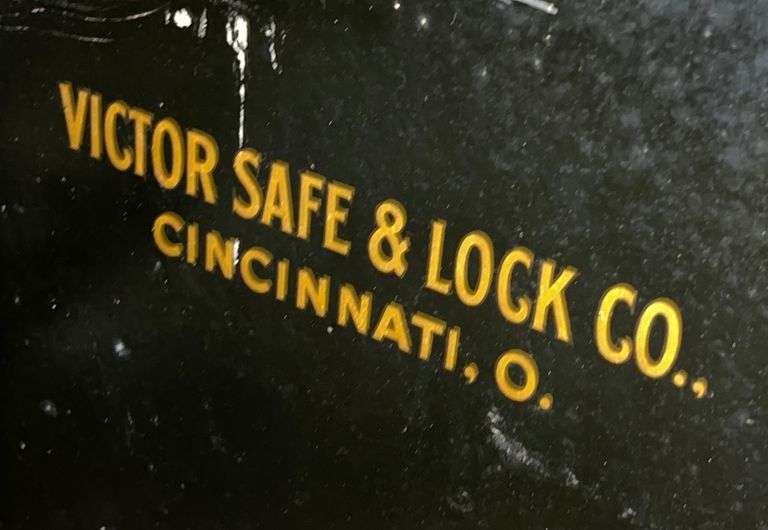 VICTOR SAFE & LOCK CO.,
CINCINNATI, O.